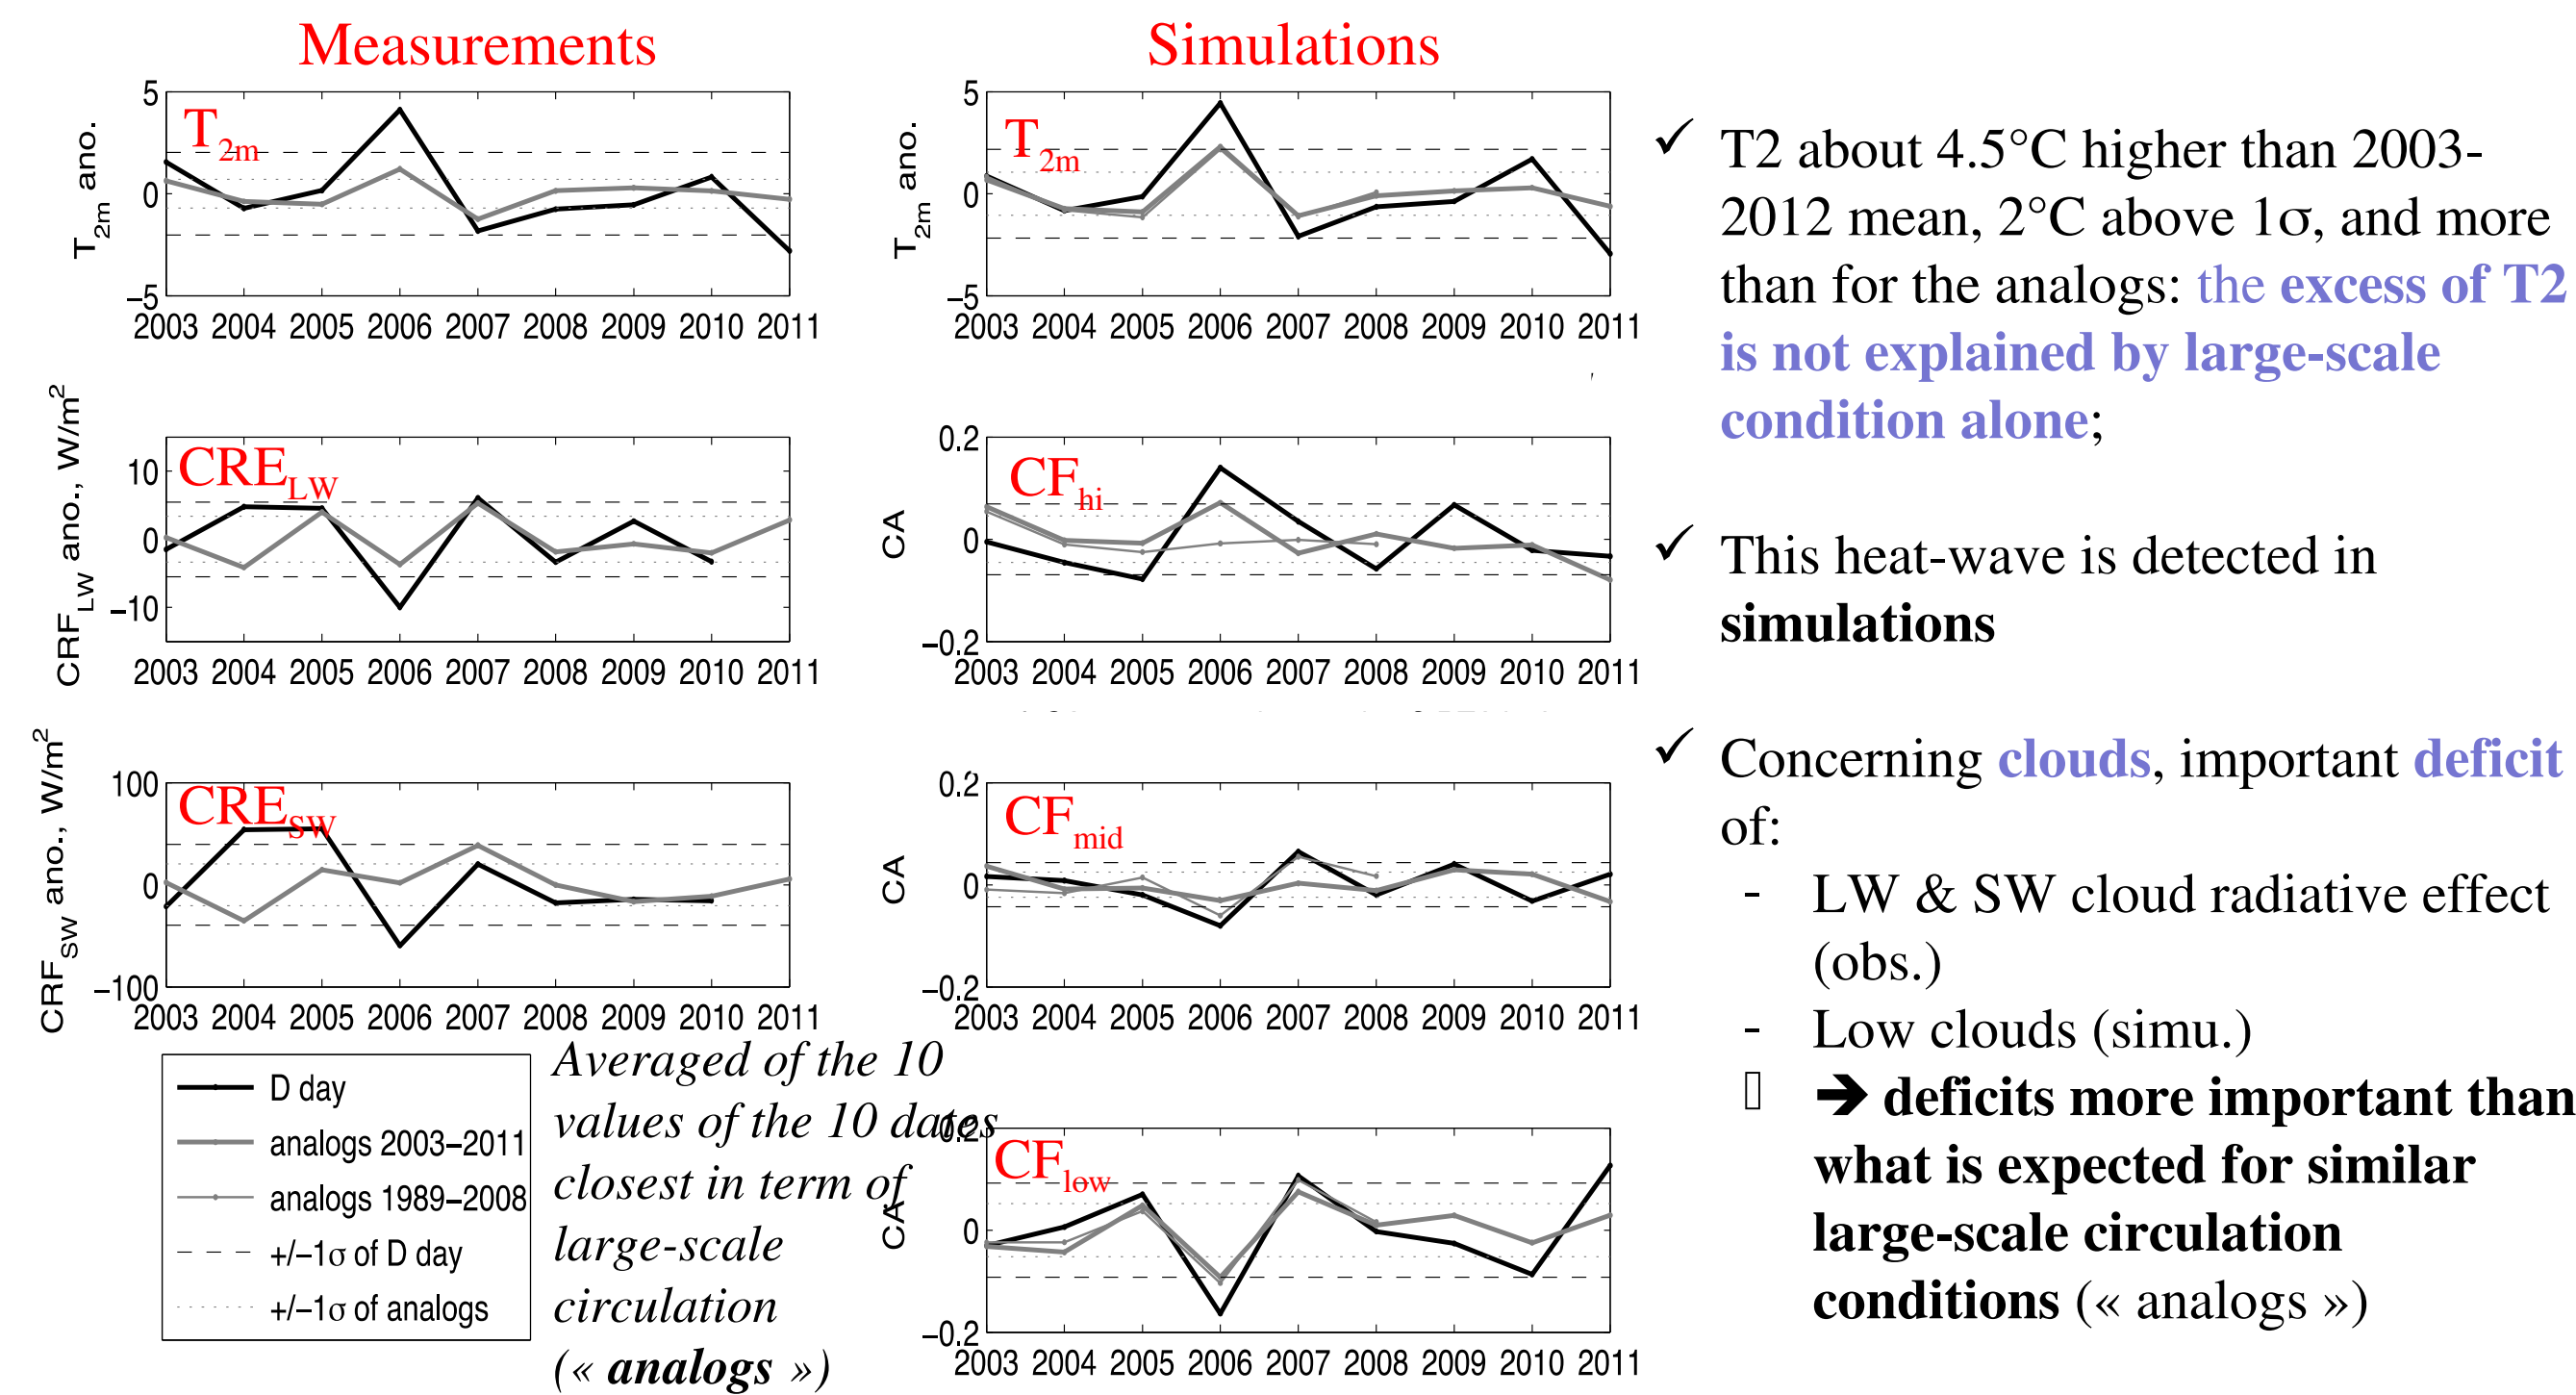 Measurements
Simulations
5
0
−5
T2m ano.
T2m
2003 2004 2005 2006 2007 2008 2009 2010 2011
5
0
−5
T2m ano.
T2m
2003 2004 2005 2006 2007 2008 2009 2010 2011
10
0
−10
CRFLW ano., W/m²
CRELW
2003 2004 2005 2006 2007 2008 2009 2010 2011
0.2
0
−0.2
CA
CFhi
2003 2004 2005 2006 2007 2008 2009 2010 2011
100
0
−100
CRFSW ano., W/m²
CRESW
2003 2004 2005 2006 2007 2008 2009 2010 2011
0.2
0
−0.2
CA
CFmid
2003 2004 2005 2006 2007 2008 2009 2010 2011
D day
analogs 2003−2011
analogs 1989−2008
+/−1σ of D day
+/−1σ of analogs
Averaged of the 10
values of the 10 dates
closest in term of
large-scale
circulation
(« analogs »)
0.2
0
−0.2
CA
CFlow
2003 2004 2005 2006 2007 2008 2009 2010 2011
✓ T2 about 4.5°C higher than 2003-
2012 mean, 2°C above 1σ, and more
than for the analogs: the excess of T2
is not explained by large-scale
condition alone;
✓ This heat-wave is detected in
simulations
✓ Concerning clouds, important deficit
of:
- LW & SW cloud radiative effect
(obs.)
- Low clouds (simu.)
➔ deficits more important than
what is expected for similar
large-scale circulation
conditions (« analogs »)